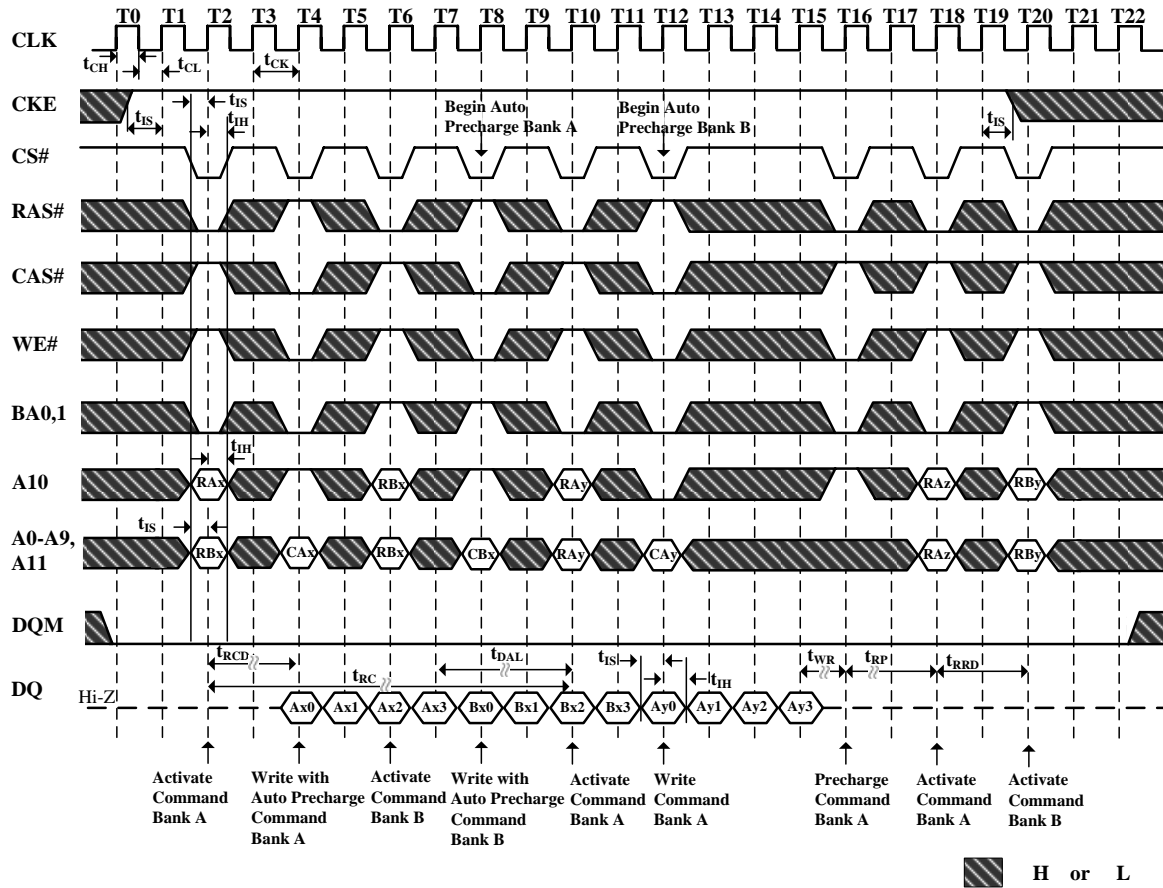 T0 T1 T2 T3 T4 T5 T6 T7 T8 T9 T10 T11 T12 T13 T14 T15 T16 T17 T18 T19 T20 T21 T22
CLK
tCH tCL tCK
CKE
tIS
tIS
tIH
Begin Auto
Precharge Bank A
Begin Auto
Precharge Bank B
tIS
CS#
RAS#
CAS#
WE#
BA0,1
tIH
A10
RAx RBx RAy RAz RBy
tIS
A0-A9,
A11
RBx CAx RBx CBx RAy CAy RAz RBy
DQM
tRCD
tRC
tDAL
tIS
tIH
tWR
tRP
tRRD
DQ
Hi-Z
Ax0 Ax1 Ax2 Ax3 Bx0 Bx1 Bx2 Bx3 Ay0 Ay1 Ay2 Ay3
Activate
Command
Bank A
Write with
Auto Precharge
Command
Bank A
Activate
Command
Bank B
Write with
Auto Precharge
Command
Bank B
Activate
Command
Bank A
Write
Command
Bank A
Precharge
Command
Bank A
Activate
Command
Bank A
Activate
Command
Bank B
H or L